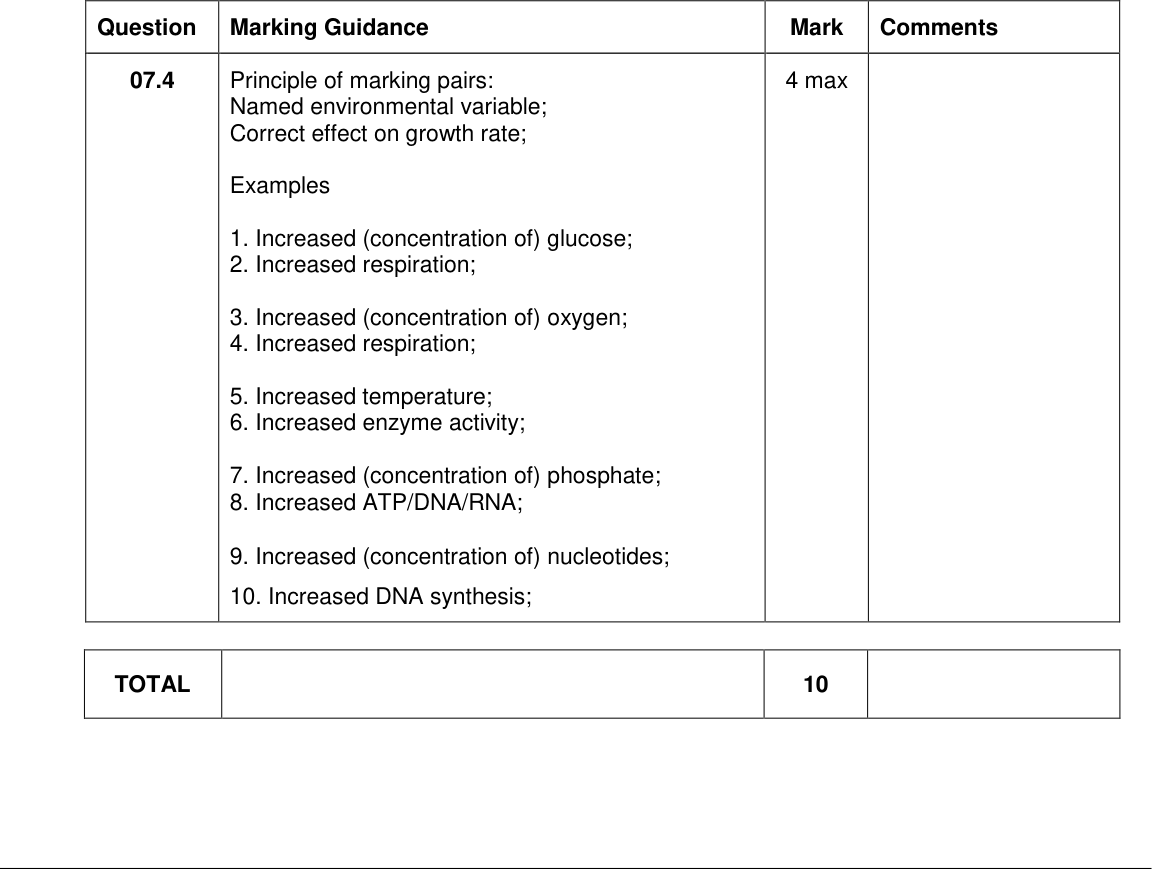 Question Marking Guidance Mark Comments
07.4 Principle of marking pairs: 4 max
Named environmental variable;
Correct effect on growth rate;
Examples
1. Increased (concentration of) glucose;
2. Increased respiration;
3. Increased (concentration of) oxygen;
4. Increased respiration;
5. Increased temperature;
6. Increased enzyme activity;
7. Increased (concentration of) phosphate;
8. Increased ATP/DNA/RNA;
9. Increased (concentration of) nucleotides;
10. Increased DNA synthesis;
TOTAL 10